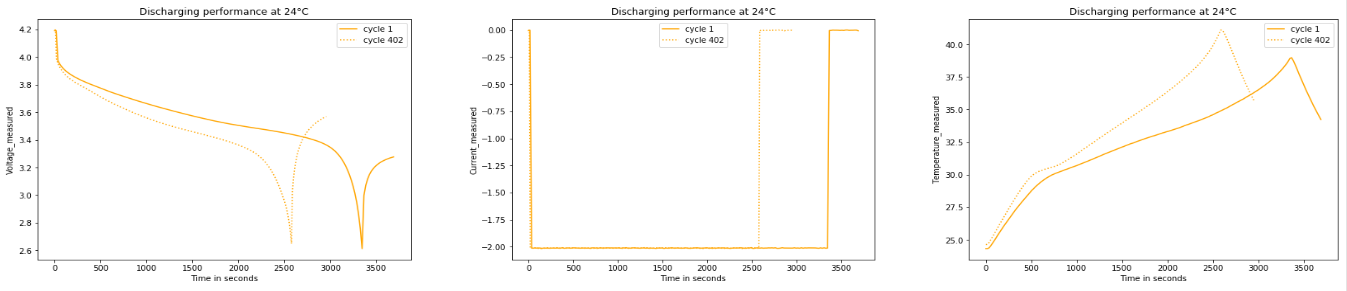 Discharging performance at 24°C
cycle 1
cycle 402
Voltage_measured
4.2
4.0
3.8
3.6
3.4
3.2
3.0
2.8
2.6
0 500 1000 1500 2000 2500 3000 3500
Time in seconds
Discharging performance at 24°C
cycle 1
cycle 402
Current_measured
0.00
−0.25
−0.50
−0.75
−1.00
−1.25
−1.50
−1.75
−2.00
0 500 1000 1500 2000 2500 3000 3500
Time in seconds
Discharging performance at 24°C
cycle 1
cycle 402
Temperature_measured
40.0
37.5
35.0
32.5
30.0
27.5
25.0
0 500 1000 1500 2000 2500 3000 3500
Time in seconds